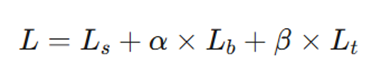 L = L_s + α × L_b + β × L_t